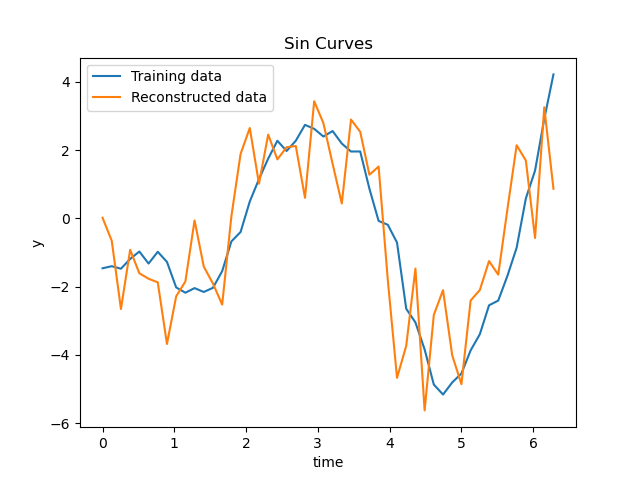 Sin Curves
Training data
Reconstructed data
4
2
0
−2
−4
−6
y
0 1 2 3 4 5 6
time